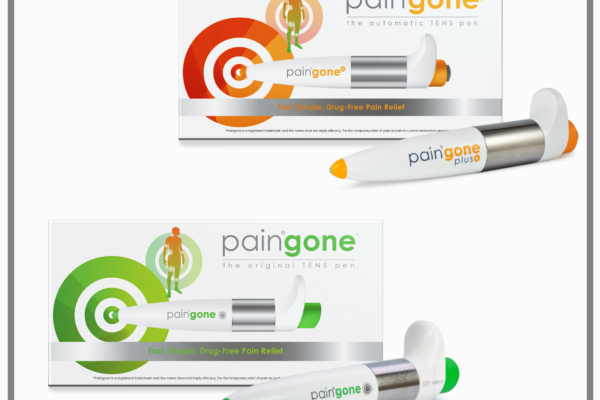 paingone
the automatic TENS pen
paingone
Fast, Simple, Drug-Free Pain Relief
paingone
plus
paingone
the original TENS pen
paingone
Fast, Simple, Drug-Free Pain Relief
paingone